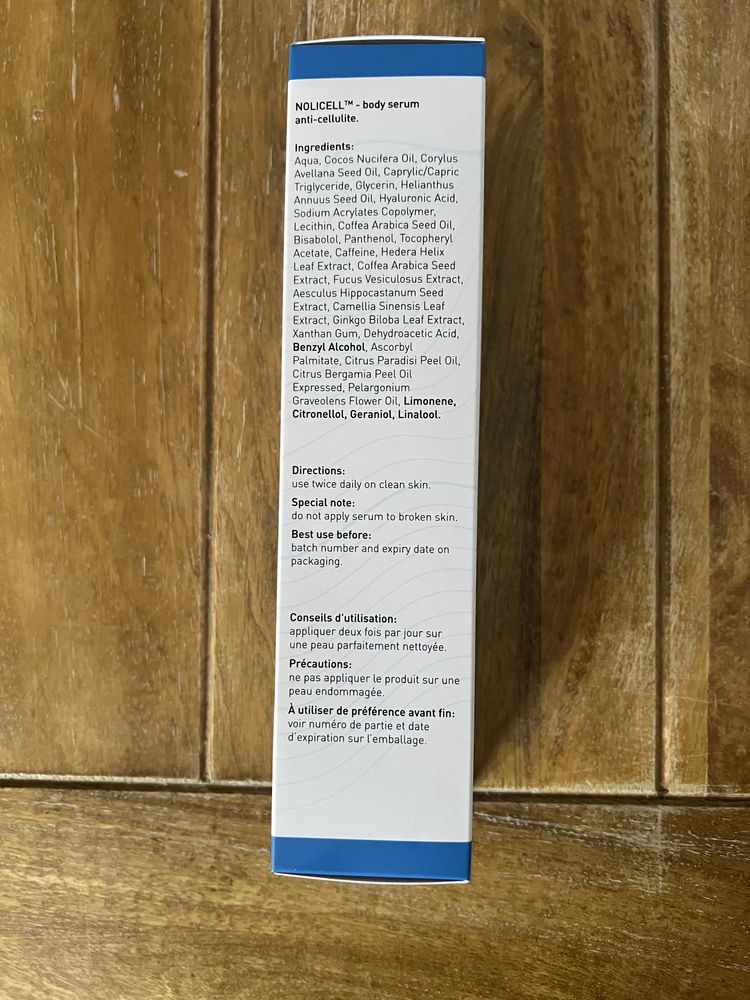 NOLICELL™ - body serum
anti-cellulite.
Ingredients:
Aqua, Cocos Nucifera Oil, Corylus
Avellana Seed Oil, Caprylic/Capric
Triglyceride, Glycerin, Helianthus
Annuus Seed Oil, Hyaluronic Acid,
Sodium Acrylates Copolymer,
Lecithin, Coffea Arabica Seed Oil,
Bisabolol, Panthenol, Tocopheryl
Acetate, Caffeine, Hedera Helix
Leaf Extract, Coffea Arabica Seed
Extract, Fucus Vesiculosus Extract,
Aesculus Hippocastanum Seed
Extract, Camellia Sinensis Leaf
Extract, Ginkgo Biloba Leaf Extract,
Xanthan Gum, Dehydroacetic Acid,
Benzyl Alcohol, Ascorbyl
Palmitate, Citrus Paradisi Peel Oil,
Citrus Bergamia Peel Oil
Expressed, Pelargonium
Graveolens Flower Oil, Limonene,
Citronellol, Geraniol, Linalool.
Directions:
use twice daily on clean skin.
Special note:
do not apply serum to broken skin.
Best use before:
batch number and expiry date on
packaging.
Conseils d'utilisation:
appliquer deux fois par jour sur
une peau parfaitement nettoyée.
Précautions:
ne pas appliquer le produit sur une
peau endommagée.
À utiliser de préférence avant fin:
voir numéro de partie et date
d'expiration sur l'emballage.